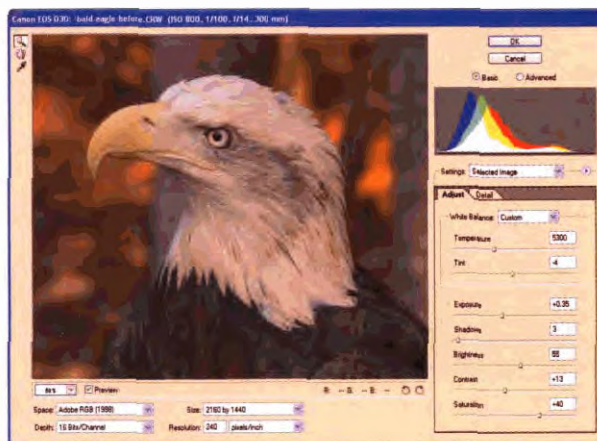 Canon EOS D30: bald eagle before.CRW (ISO 800, 1/100, f/14, 300 mm)
OK
Cancel
Basic Advanced
Settings: Selected Image
Adjust Detail
White Balance: Custom
Temperature 5300
Tint -4
Exposure +0.35
Shadows 3
Brightness 55
Contrast +13
Saturation +40
Preview R: -- G: -- B: --
Space: Adobe RGB (1998) Size: 2160 by 1440
Depth: 16 Bits/Channel Resolution: 240 pixels/inch